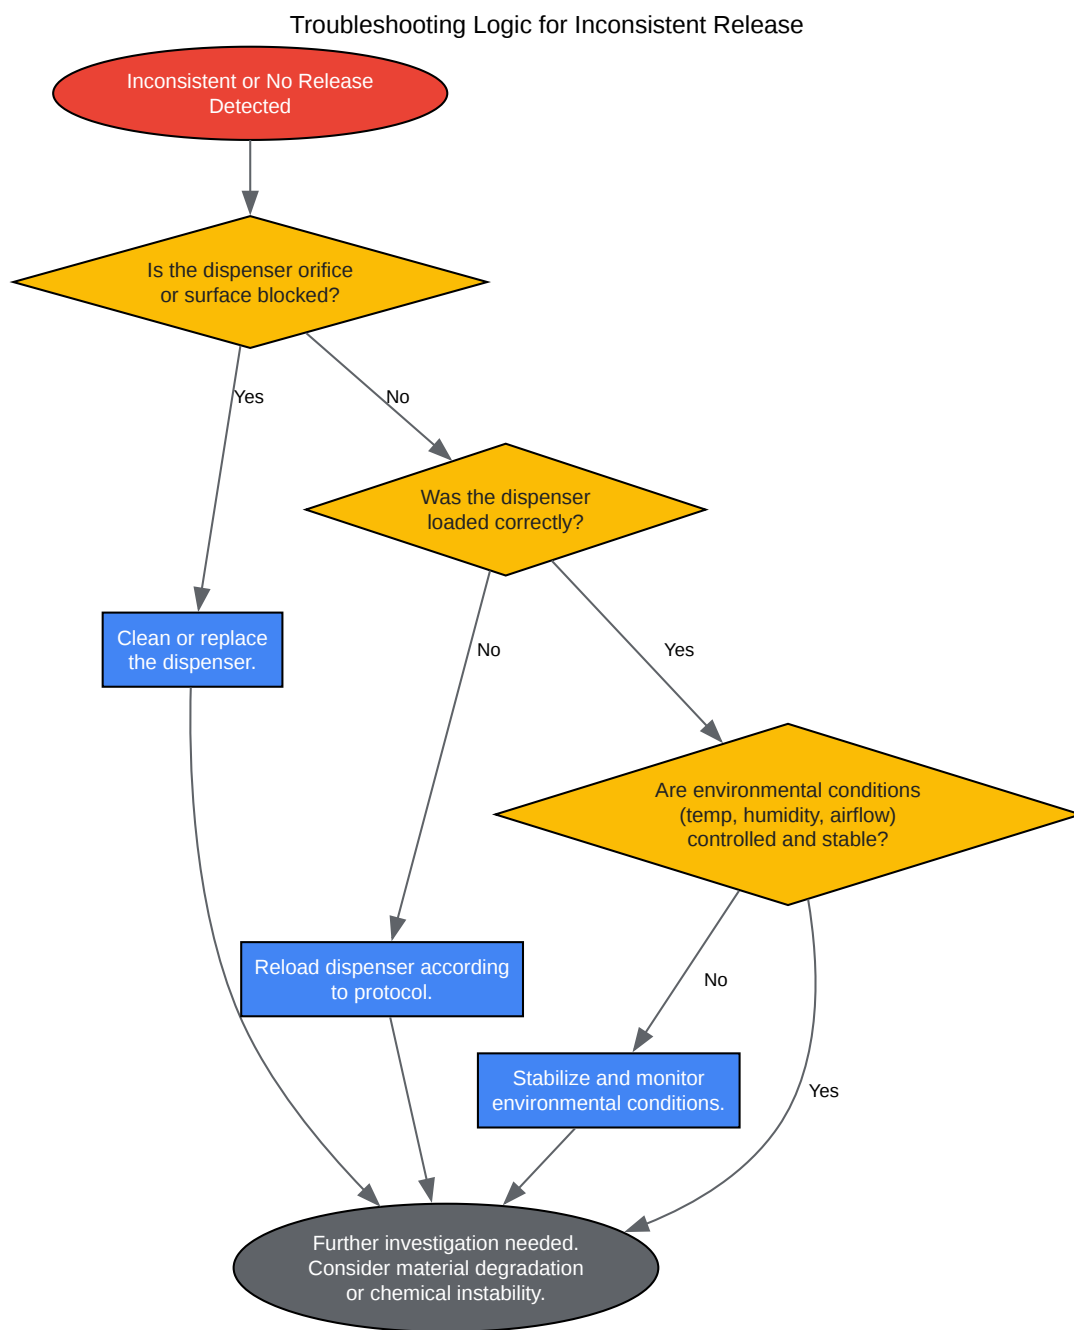 Troubleshooting Logic for Inconsistent Release
Inconsistent or No Release
Detected
Is the dispenser orifice
or surface blocked?
Yes
No
Was the dispenser
loaded correctly?
Clean or replace
the dispenser.
No
Yes
Are environmental conditions
(temp, humidity, airflow)
controlled and stable?
Reload dispenser according
to protocol.
No
Stabilize and monitor
environmental conditions.
Yes
Further investigation needed.
Consider material degradation
or chemical instability.